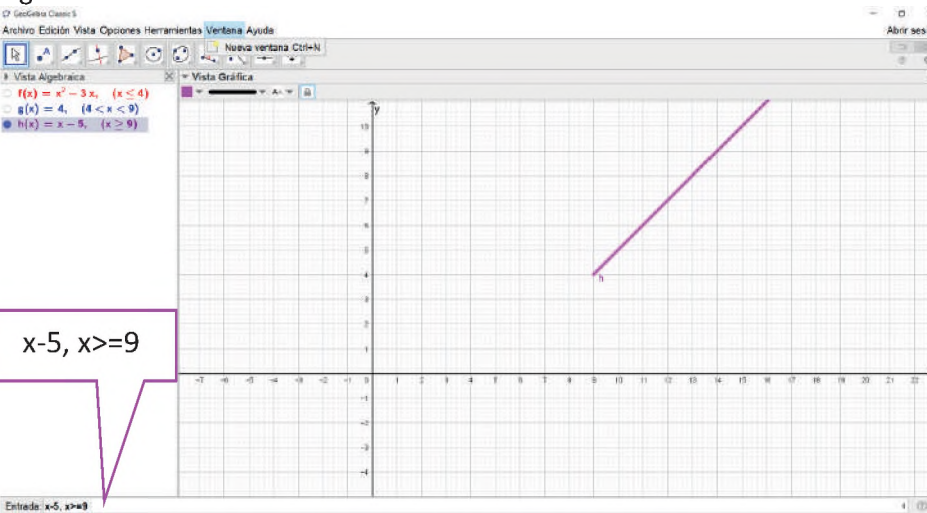 GeoGebra Classic 5
Archivo Edición Vista Opciones Herramientas Ventana Ayuda
Abrir ses
Nueva ventana Ctrl+N
Vista Algebraica
Vista Gráfica
f(x) = x² − 3 x, (x ≤ 4)
g(x) = 4, (4 < x < 9)
h(x) = x − 5, (x ≥ 9)
y
10
9
8
7
6
5
4
h
3
2
1
-7 -6 -5 -4 -3 -2 -1 0 1 2 3 4 5 6 7 8 9 10 11 12 13 14 15 16 17 18 19 20 21 22
-1
-2
-3
-4
x-5, x>=9
Entrada: x-5, x>=9